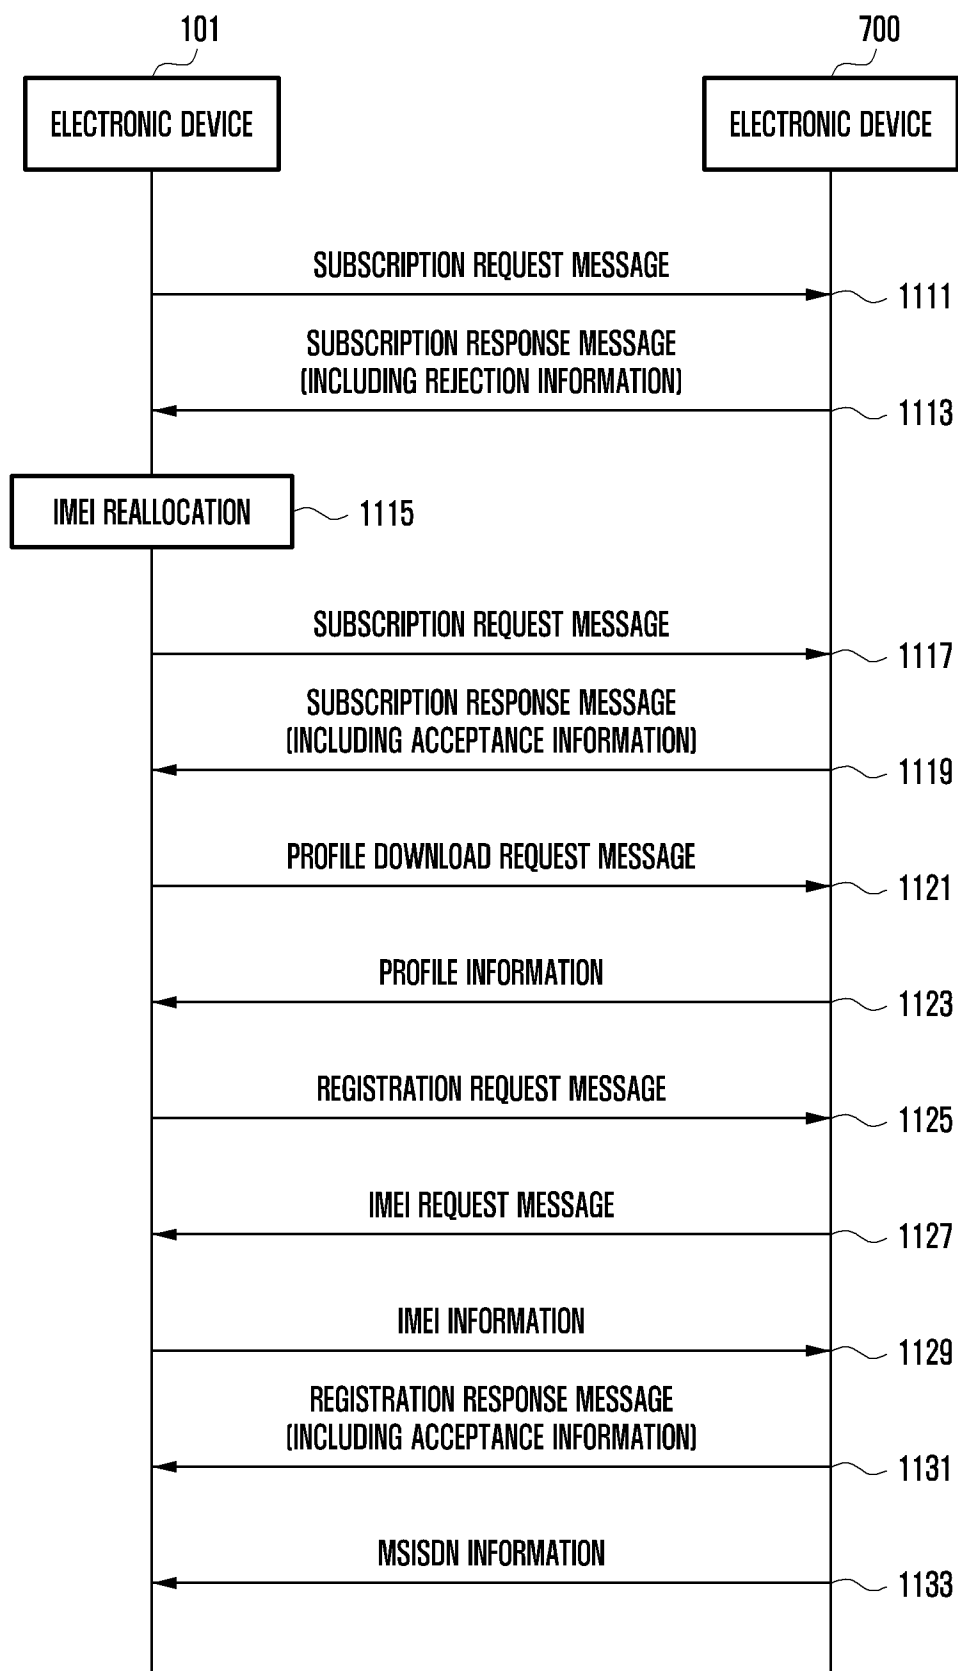 101
700
ELECTRONIC DEVICE
ELECTRONIC DEVICE
SUBSCRIPTION REQUEST MESSAGE
1111
SUBSCRIPTION RESPONSE MESSAGE
(INCLUDING REJECTION INFORMATION)
1113
IMEI REALLOCATION
1115
SUBSCRIPTION REQUEST MESSAGE
1117
SUBSCRIPTION RESPONSE MESSAGE
(INCLUDING ACCEPTANCE INFORMATION)
1119
PROFILE DOWNLOAD REQUEST MESSAGE
1121
PROFILE INFORMATION
1123
REGISTRATION REQUEST MESSAGE
1125
IMEI REQUEST MESSAGE
1127
IMEI INFORMATION
1129
REGISTRATION RESPONSE MESSAGE
(INCLUDING ACCEPTANCE INFORMATION)
1131
MSISDN INFORMATION
1133